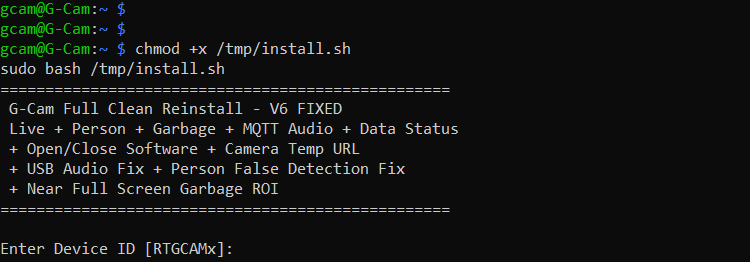 gcam@G-Cam:~ $
gcam@G-Cam:~ $
gcam@G-Cam:~ $ chmod +x /tmp/install.sh
sudo bash /tmp/install.sh
==================================================
G-Cam Full Clean Reinstall - V6 FIXED
Live + Person + Garbage + MQTT Audio + Data Status
+ Open/Close Software + Camera Temp URL
+ USB Audio Fix + Person False Detection Fix
+ Near Full Screen Garbage ROI
==================================================
Enter Device ID [RTGCAMx]: